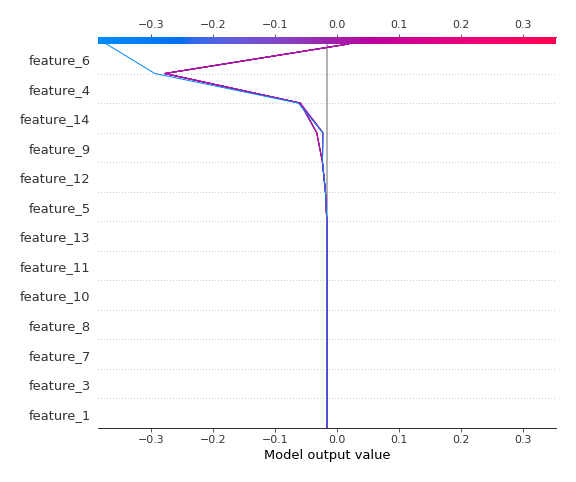 −0.3 −0.2 −0.1 0.0 0.1 0.2 0.3
feature_6
feature_4
feature_14
feature_9
feature_12
feature_5
feature_13
feature_11
feature_10
feature_8
feature_7
feature_3
feature_1
−0.3 −0.2 −0.1 0.0 0.1 0.2 0.3
Model output value